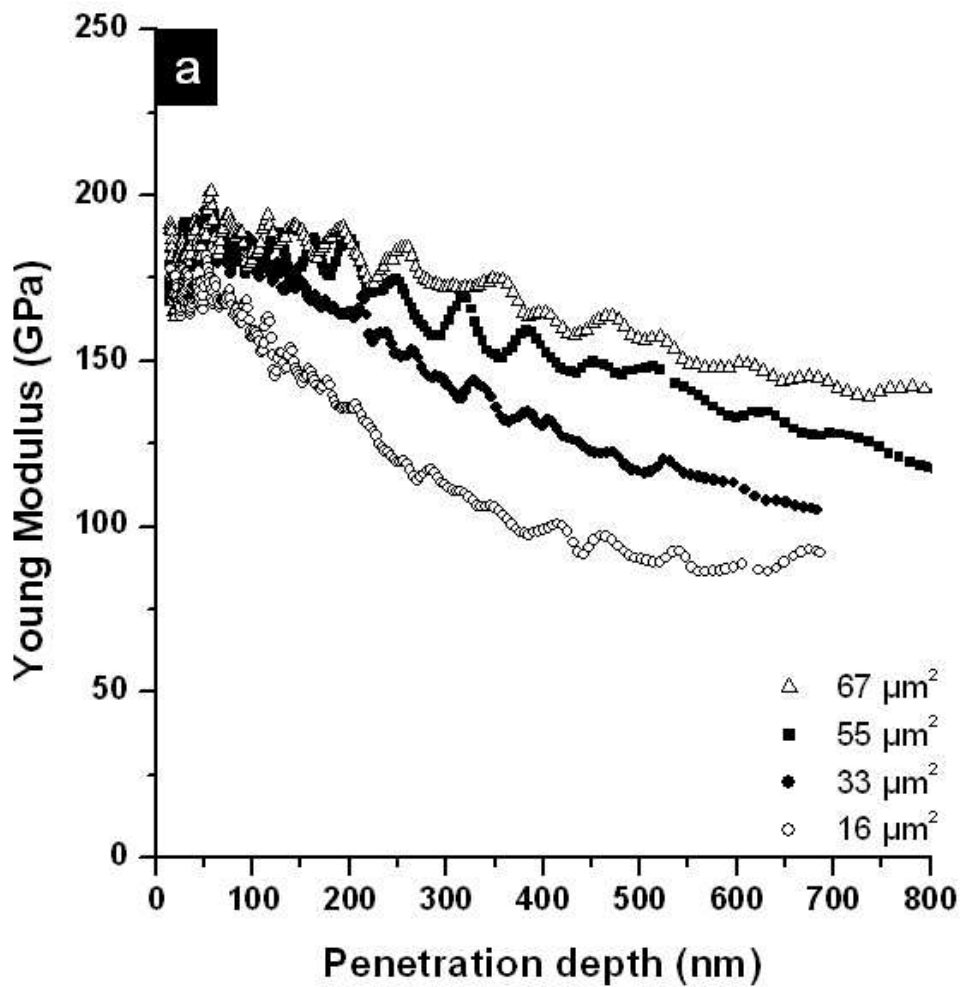 a
250
200
150
100
50
0
Young Modulus (GPa)
67 µm²
55 µm²
33 µm²
16 µm²
0 100 200 300 400 500 600 700 800
Penetration depth (nm)